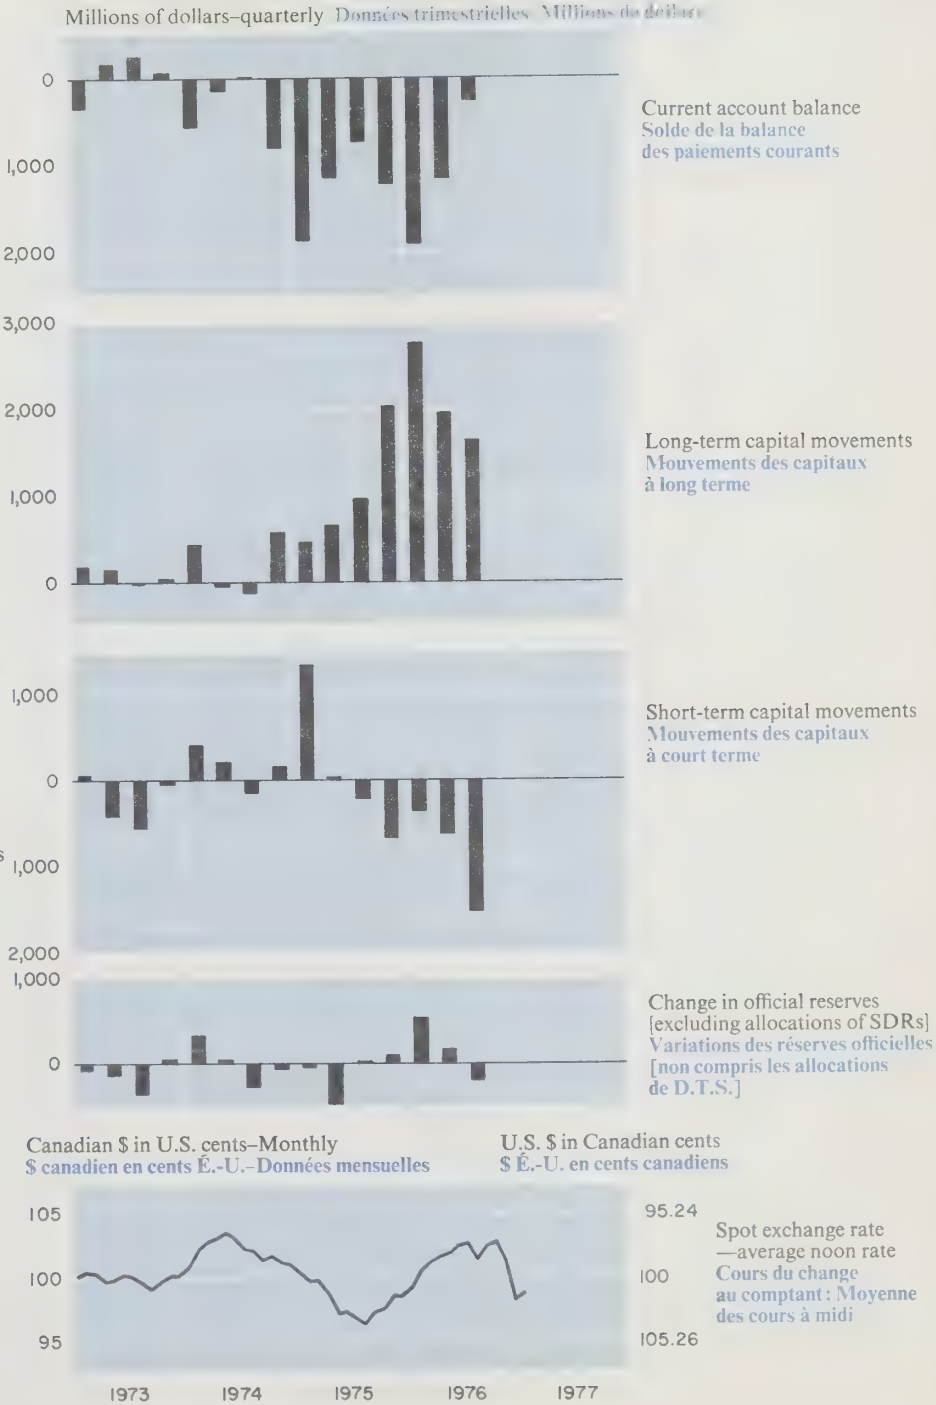 Millions of dollars–quarterly Données trimestrielles Millions de dollars
0
1,000
2,000
Current account balance
Solde de la balance
des paiements courants
3,000
2,000
1,000
0
Long-term capital movements
Mouvements des capitaux
à long terme
1,000
0
s 1,000
2,000
Short-term capital movements
Mouvements des capitaux
à court terme
1,000
0
Change in official reserves
[excluding allocations of SDRs]
Variations des réserves officielles
[non compris les allocations
de D.T.S.]
Canadian $ in U.S. cents–Monthly
$ canadien en cents É.-U.–Données mensuelles
U.S. $ in Canadian cents
$ É.-U. en cents canadiens
105
100
95
95.24
100
105.26
Spot exchange rate
—average noon rate
Cours du change
au comptant : Moyenne
des cours à midi
1973 1974 1975 1976 1977